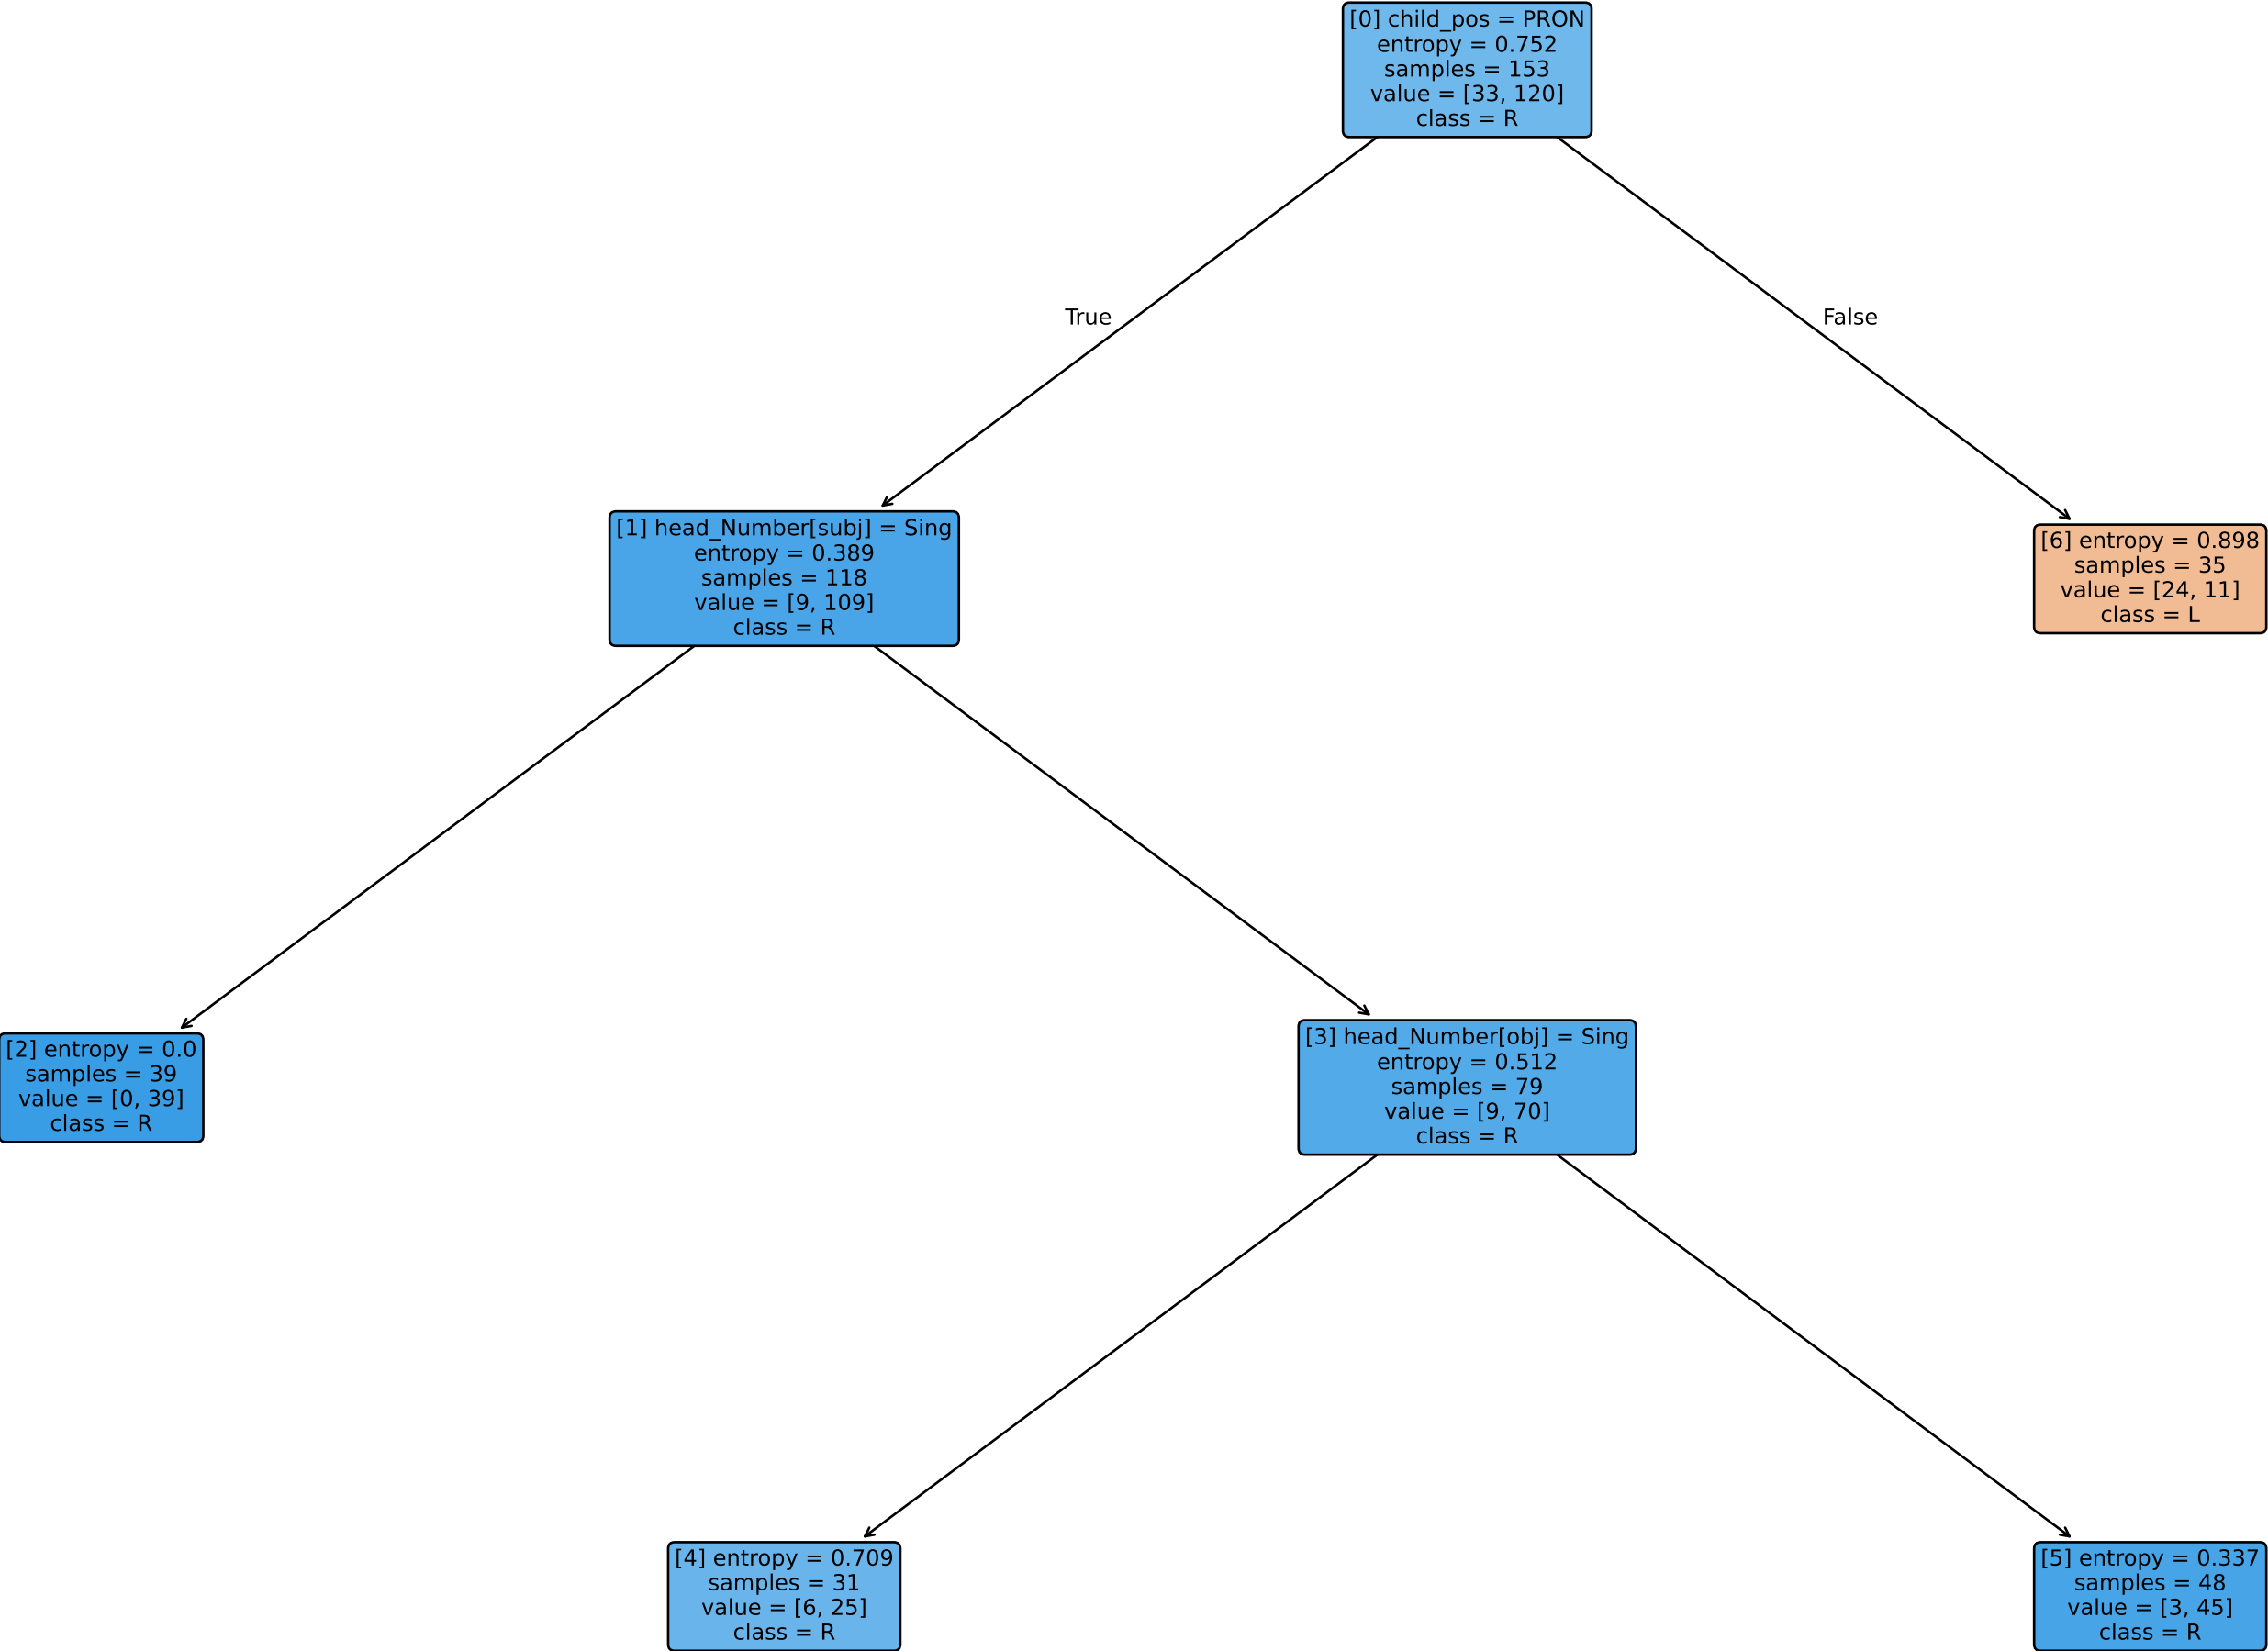 [0] child_pos = PRON
entropy = 0.752
samples = 153
value = [33, 120]
class = R
True
False
[1] head_Number[subj] = Sing
entropy = 0.389
samples = 118
value = [9, 109]
class = R
[6] entropy = 0.898
samples = 35
value = [24, 11]
class = L
[2] entropy = 0.0
samples = 39
value = [0, 39]
class = R
[3] head_Number[obj] = Sing
entropy = 0.512
samples = 79
value = [9, 70]
class = R
[4] entropy = 0.709
samples = 31
value = [6, 25]
class = R
[5] entropy = 0.337
samples = 48
value = [3, 45]
class = R